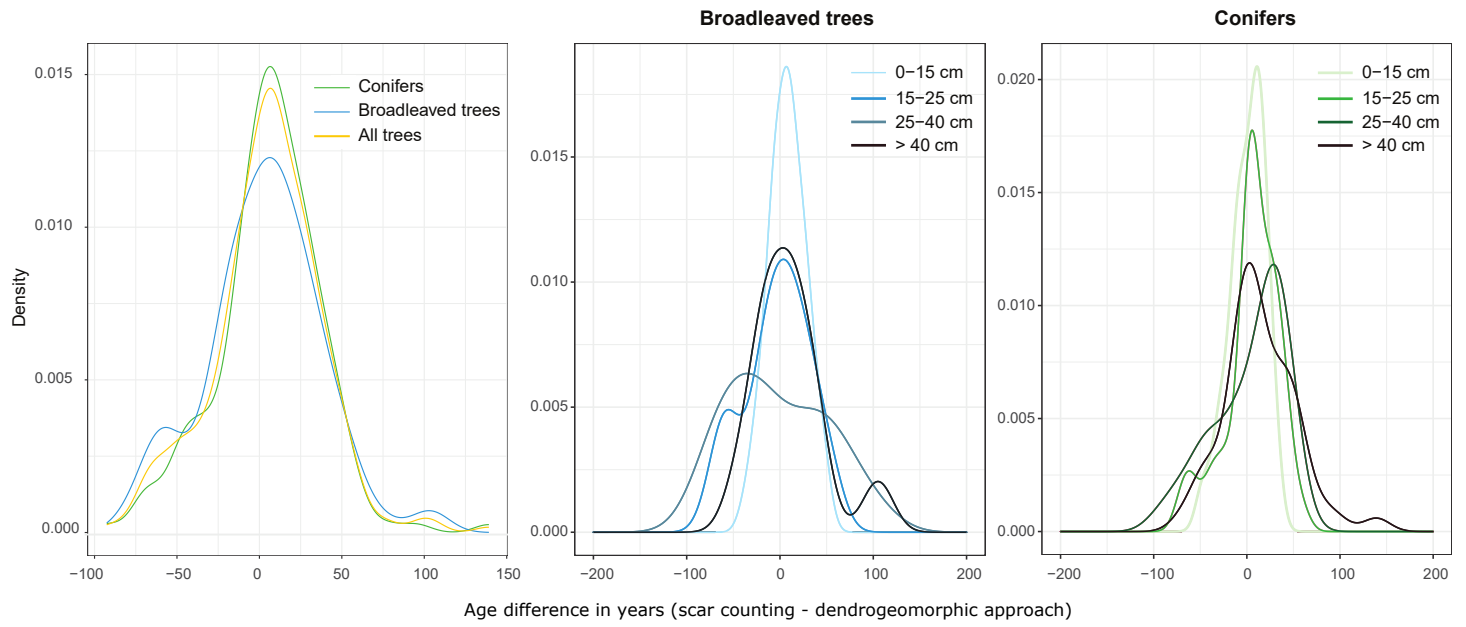 Broadleaved trees
Conifers
Density
0.015
0.010
0.005
0.000
−100
−50
0
50
100
150
Conifers
Broadleaved trees
All trees
0.015
0.010
0.005
0.000
−200
−100
0
100
200
0−15 cm
15−25 cm
25−40 cm
> 40 cm
0.020
0.015
0.010
0.005
0.000
−200
−100
0
100
200
0−15 cm
15−25 cm
25−40 cm
> 40 cm
Age difference in years (scar counting - dendrogeomorphic approach)